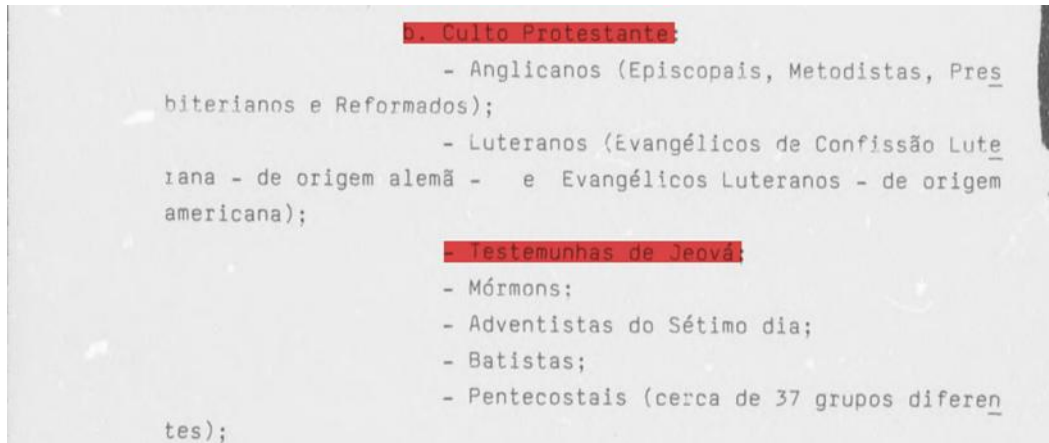 b. Culto Protestante:
- Anglicanos (Episcopais, Metodistas, Pres
biterianos e Reformados);
- Luteranos (Evangélicos de Confissão Lute
rana - de origem alemã - e Evangélicos Luteranos - de origem
americana);
- Testemunhas de Jeová;
- Mórmons;
- Adventistas do Sétimo dia;
- Batistas;
- Pentecostais (cerca de 37 grupos diferen
tes);